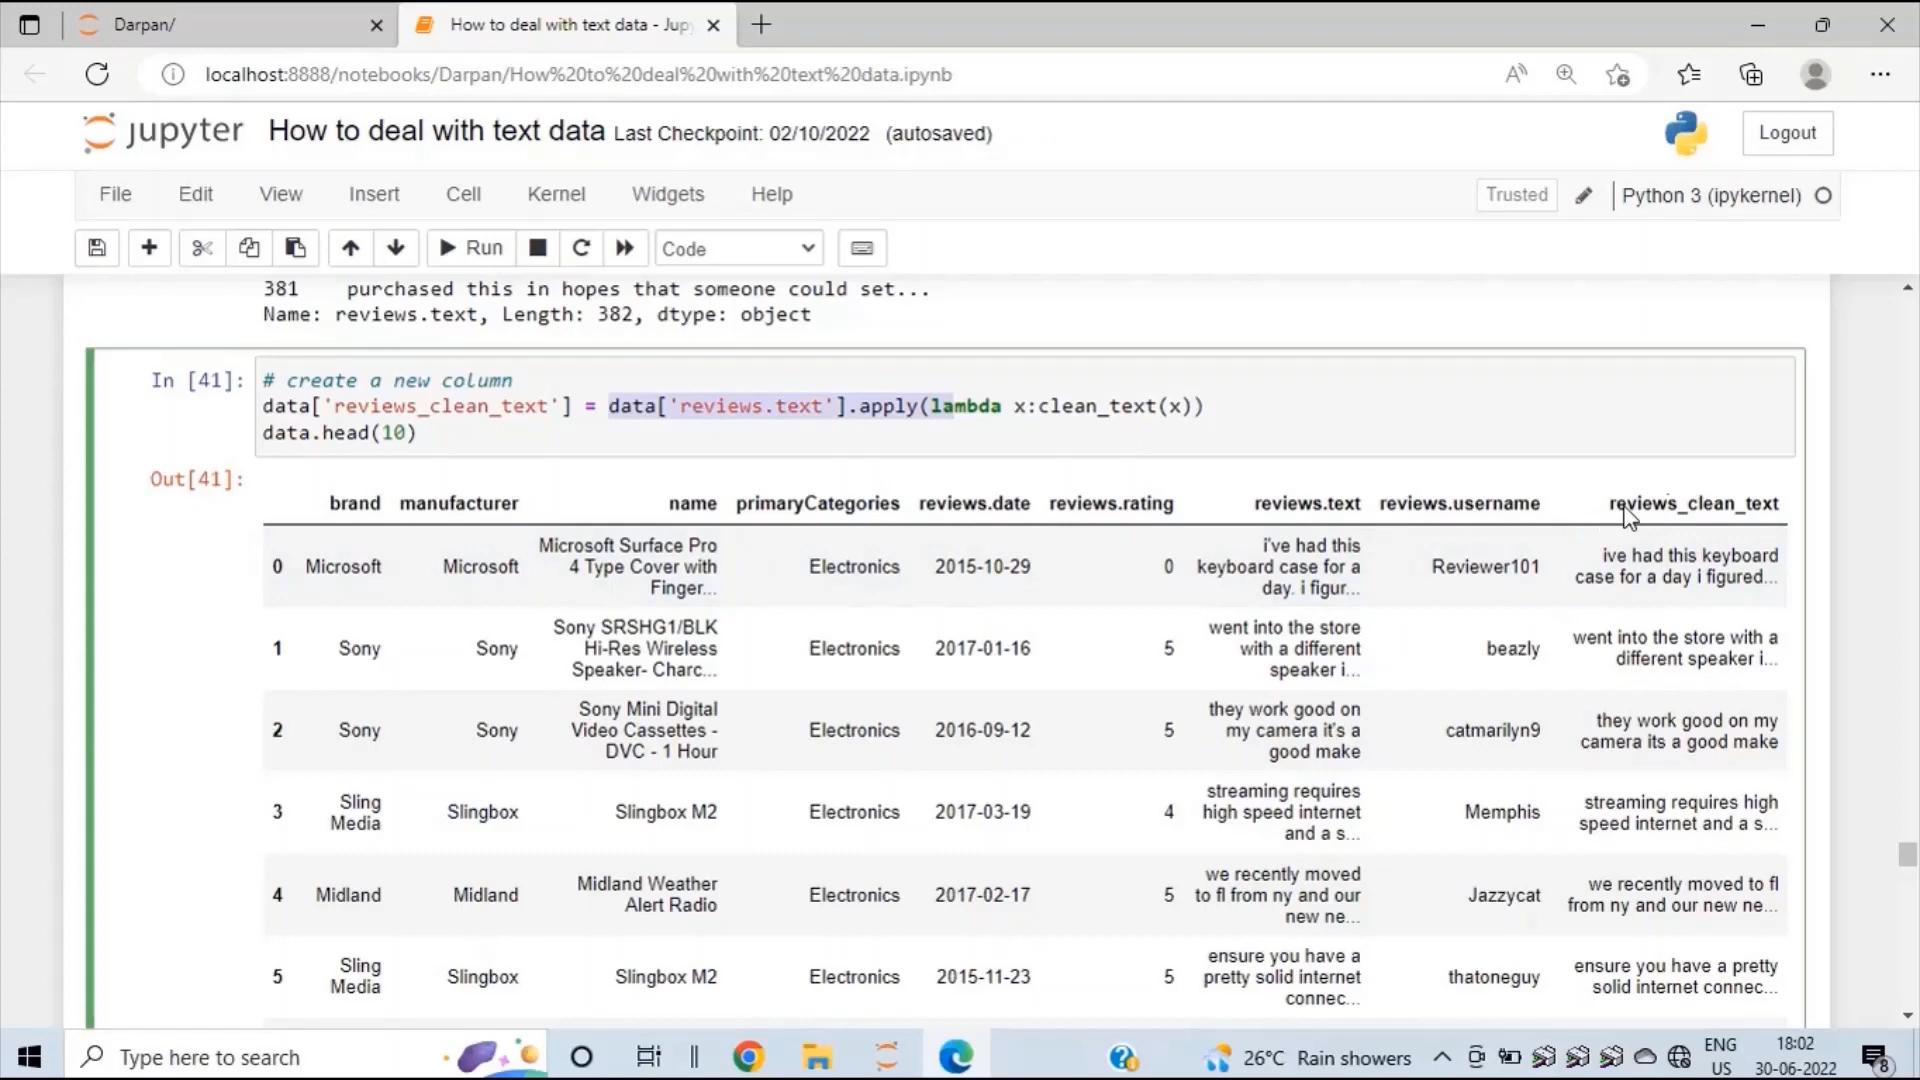 Darpan/
How to deal with text data - Jup
localhost:8888/notebooks/Darpan/How%20to%20deal%20with%20text%20data.ipynb
jupyter How to deal with text data Last Checkpoint: 02/10/2022 (autosaved)
Logout
File Edit View Insert Cell Kernel Widgets Help
Trusted
Python 3 (ipykernel)
Run
Code
381 purchased this in hopes that someone could set...
Name: reviews.text, Length: 382, dtype: object
In [41]: # create a new column
data['reviews_clean_text'] = data['reviews.text'].apply(lambda x:clean_text(x))
data.head(10)
Out[41]:
brand manufacturer name primaryCategories reviews.date reviews.rating reviews.text reviews.username reviews_clean_text
0 Microsoft Microsoft Microsoft Surface Pro 4 Type Cover with Finger... Electronics 2015-10-29 0 i've had this keyboard case for a day. i figur... Reviewer101 ive had this keyboard case for a day i figured...
1 Sony Sony Sony SRSHG1/BLK Hi-Res Wireless Speaker- Charc... Electronics 2017-01-16 5 went into the store with a different speaker i... beazly went into the store with a different speaker i...
2 Sony Sony Sony Mini Digital Video Cassettes - DVC - 1 Hour Electronics 2016-09-12 5 they work good on my camera it's a good make catmarilyn9 they work good on my camera its a good make
3 Sling Media Slingbox Slingbox M2 Electronics 2017-03-19 4 streaming requires high speed internet and a s... Memphis streaming requires high speed internet and a s...
4 Midland Midland Midland Weather Alert Radio Electronics 2017-02-17 5 we recently moved to fl from ny and our new ne... Jazzycat we recently moved to fl from ny and our new ne...
5 Sling Media Slingbox Slingbox M2 Electronics 2015-11-23 5 ensure you have a pretty solid internet connec... thatoneguy ensure you have a pretty solid internet connec...
Type here to search
26°C Rain showers
ENG
US
18:02
30-06-2022
8